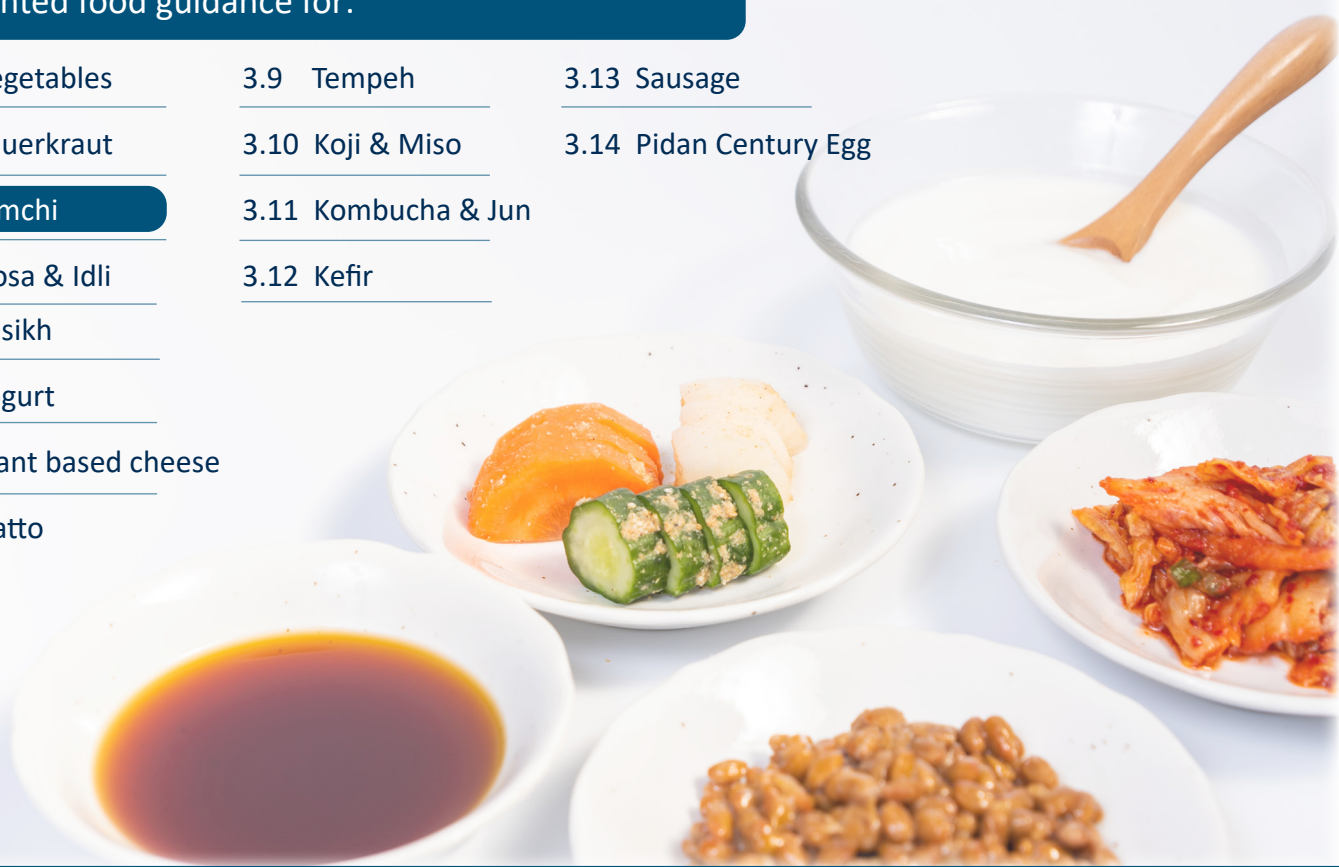 nted food guidance for:
egetables
uerkraut
mchi
osa & Idli
sikh
gurt
ant based cheese
atto
3.9 Tempeh
3.10 Koji & Miso
3.11 Kombucha & Jun
3.12 Kefir
3.13 Sausage
3.14 Pidan Century Egg